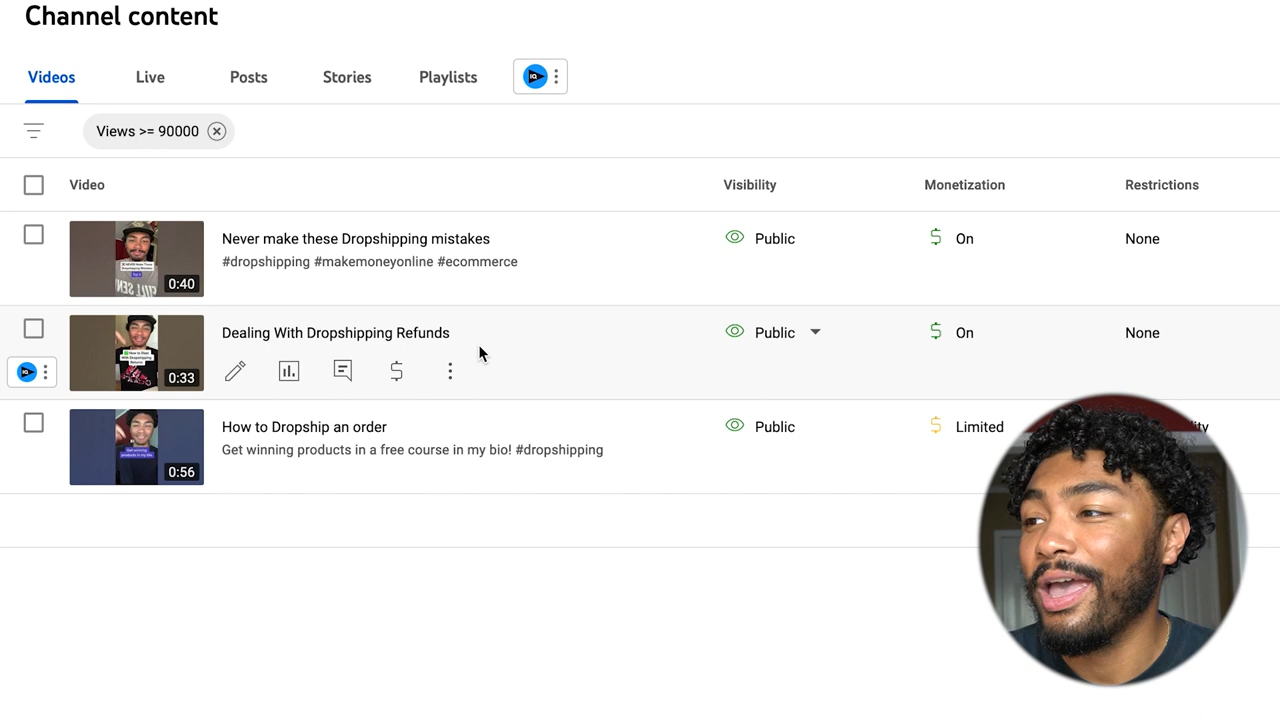 Channel content
Videos Live Posts Stories Playlists
Views >= 90000
Video Visibility Monetization Restrictions
Never make these Dropshipping mistakes Public On None
#dropshipping #makemoneyonline #ecommerce
0:40
Dealing With Dropshipping Refunds Public On None
0:33
How to Dropship an order Public Limited
Get winning products in a free course in my bio! #dropshipping
0:56